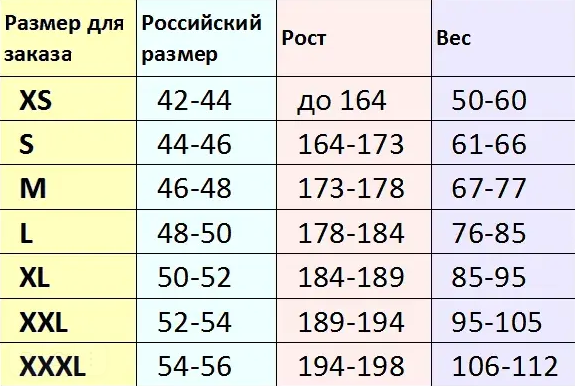 Размер для заказа Российский размер Рост Вес
XS 42-44 до 164 50-60
S 44-46 164-173 61-66
M 46-48 173-178 67-77
L 48-50 178-184 76-85
XL 50-52 184-189 85-95
XXL 52-54 189-194 95-105
XXXL 54-56 194-198 106-112